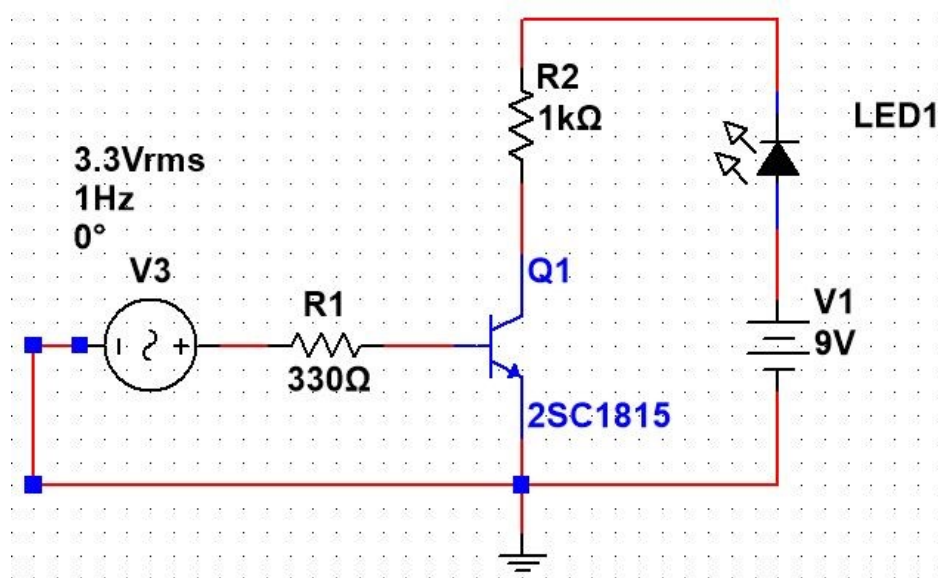 R2
1kΩ
LED1
3.3Vrms
1Hz
0°
V3
Q1
R1
V1
9V
330Ω
2SC1815